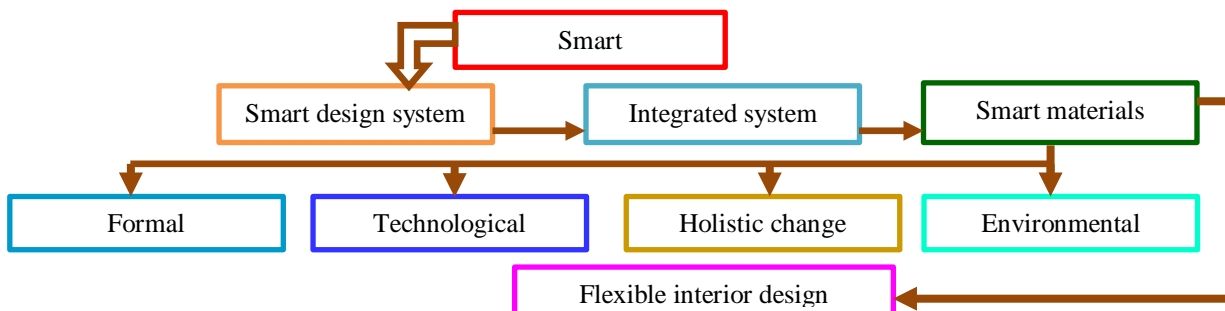 Smart
Smart design system
Integrated system
Smart materials
Formal
Technological
Holistic change
Environmental
Flexible interior design